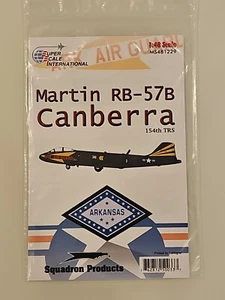 SUPER
SCALE
INTERNATIONAL
AIR GUARD
1:48 Scale
MS481229
Martin RB-57B
Canberra
154th TRS
ARKANSAS
Squadron Products